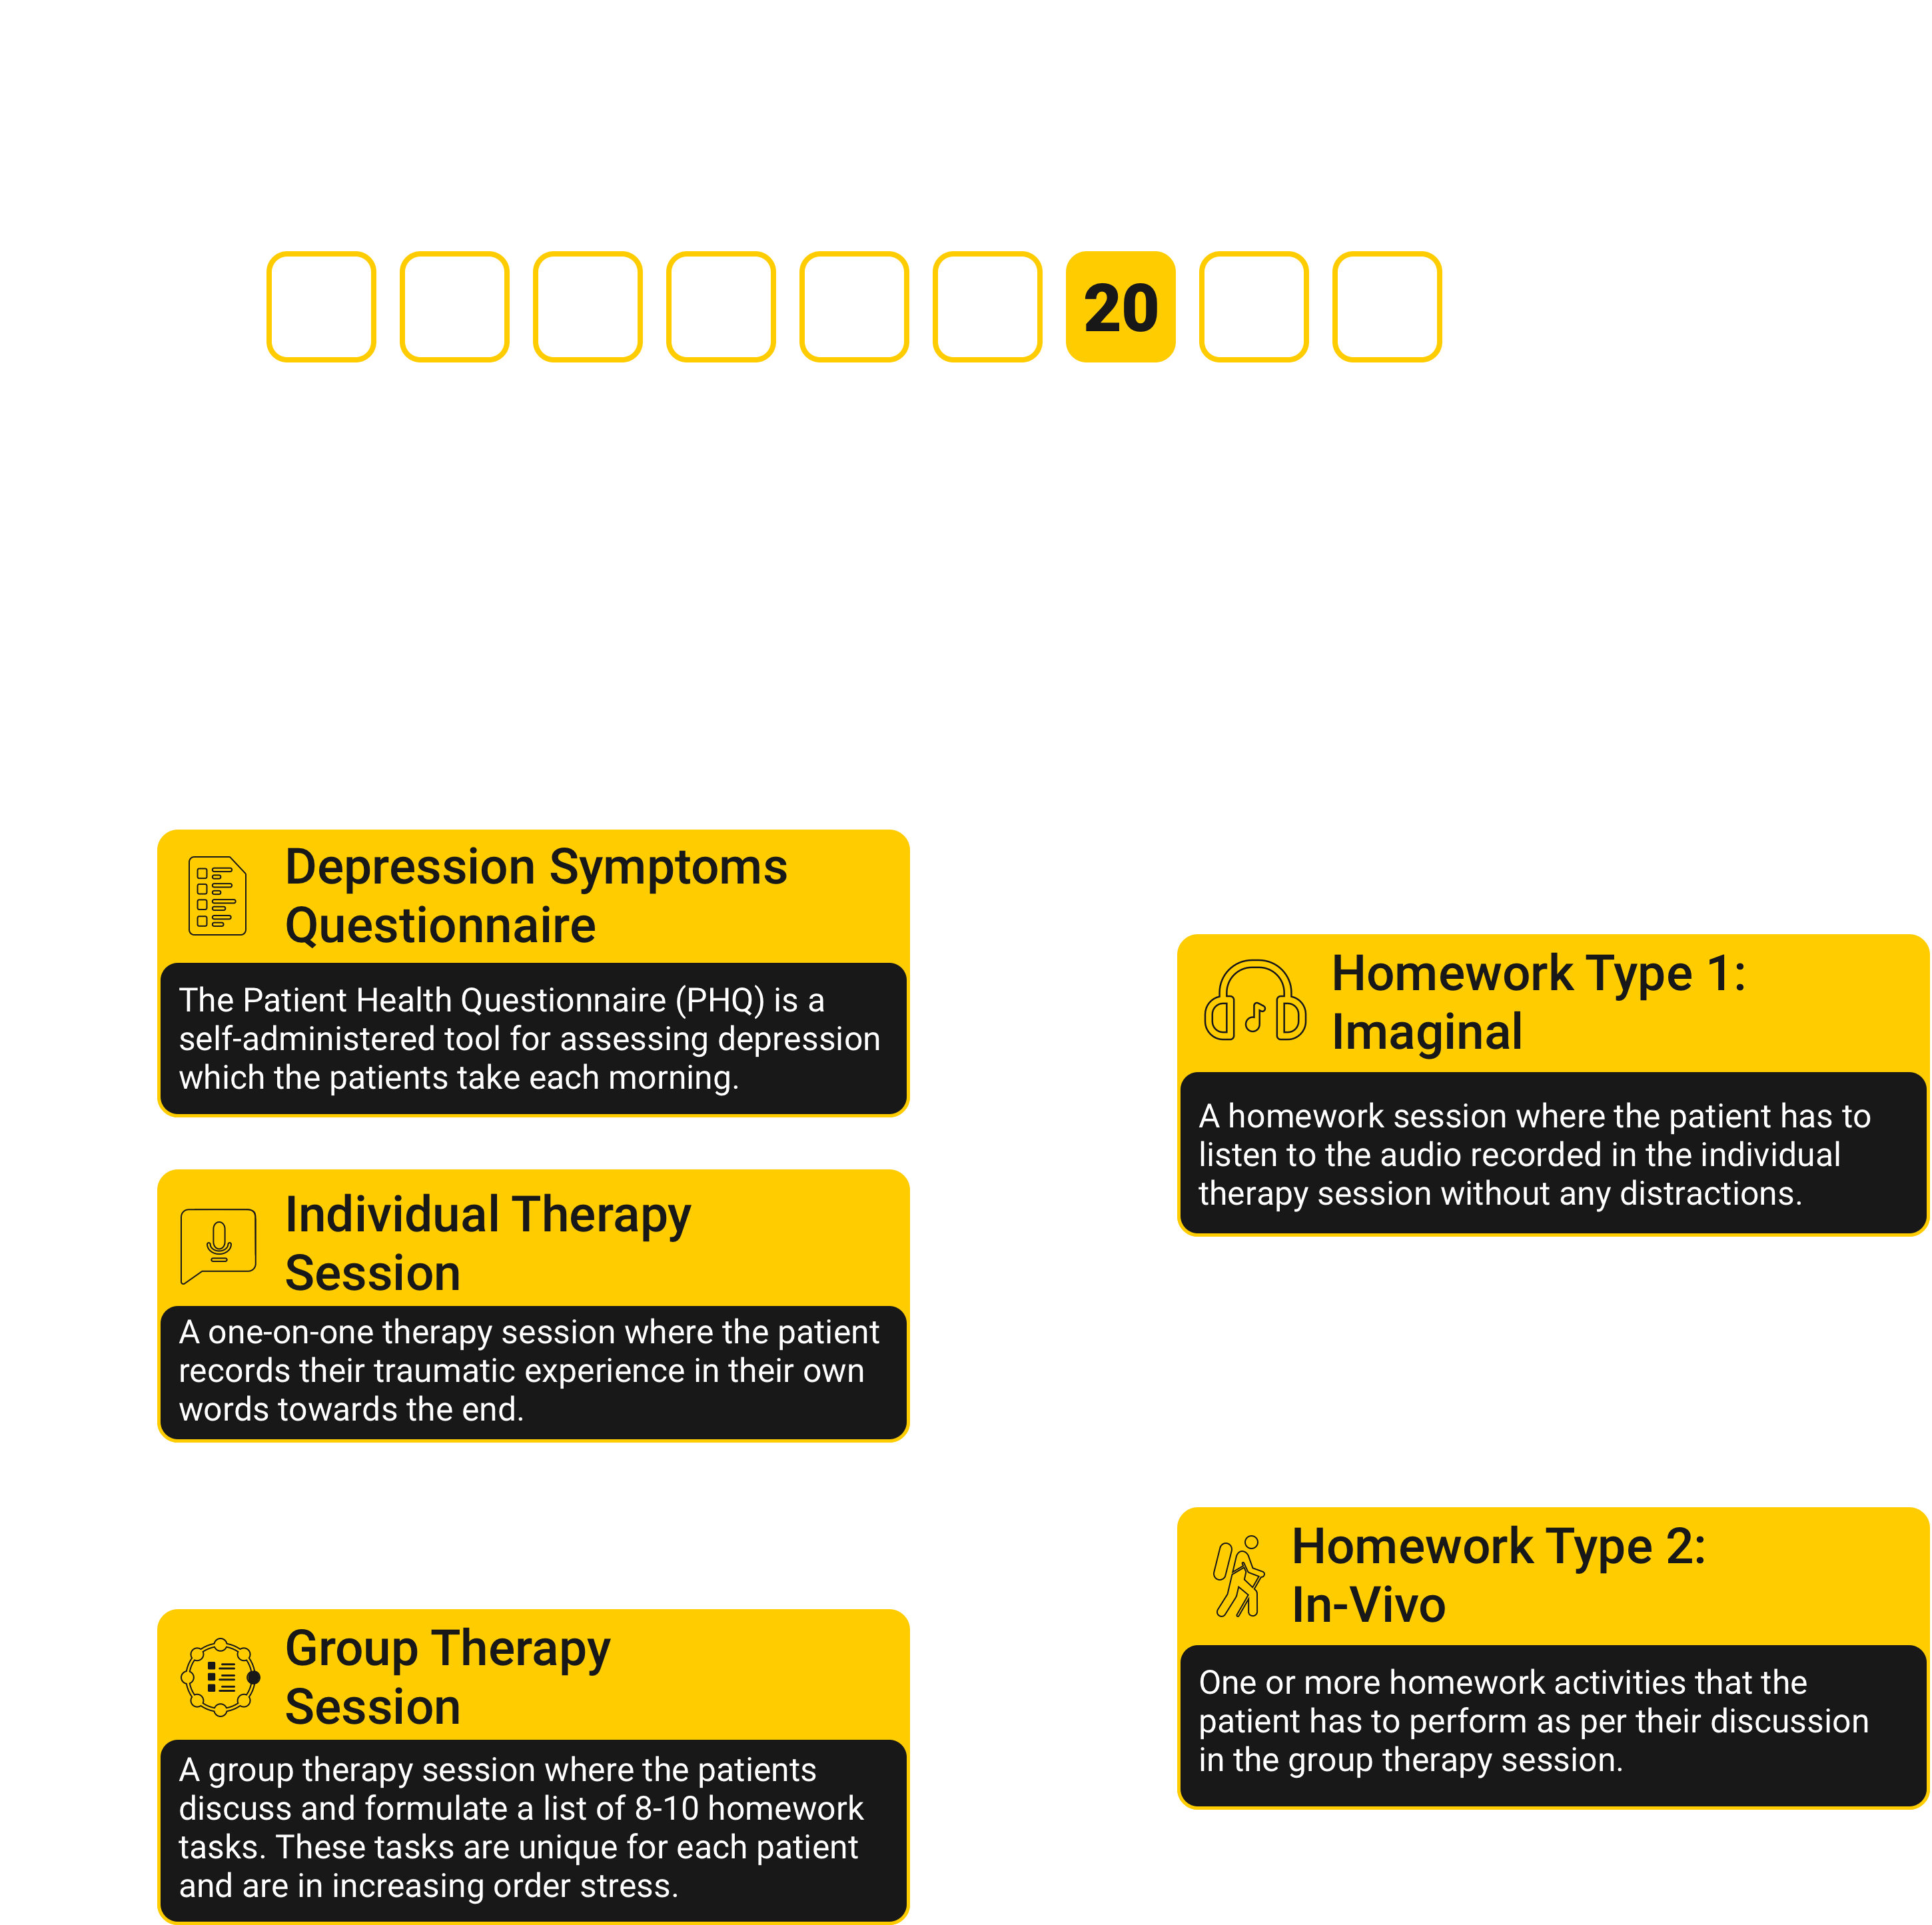 20
Depression Symptoms
Questionnaire
The Patient Health Questionnaire (PHQ) is a
self-administered tool for assessing depression
which the patients take each morning.
Individual Therapy
Session
A one-on-one therapy session where the patient
records their traumatic experience in their own
words towards the end.
Group Therapy
Session
A group therapy session where the patients
discuss and formulate a list of 8-10 homework
tasks. These tasks are unique for each patient
and are in increasing order stress.
Homework Type 1:
Imaginal
A homework session where the patient has to
listen to the audio recorded in the individual
therapy session without any distractions.
Homework Type 2:
In-Vivo
One or more homework activities that the
patient has to perform as per their discussion
in the group therapy session.